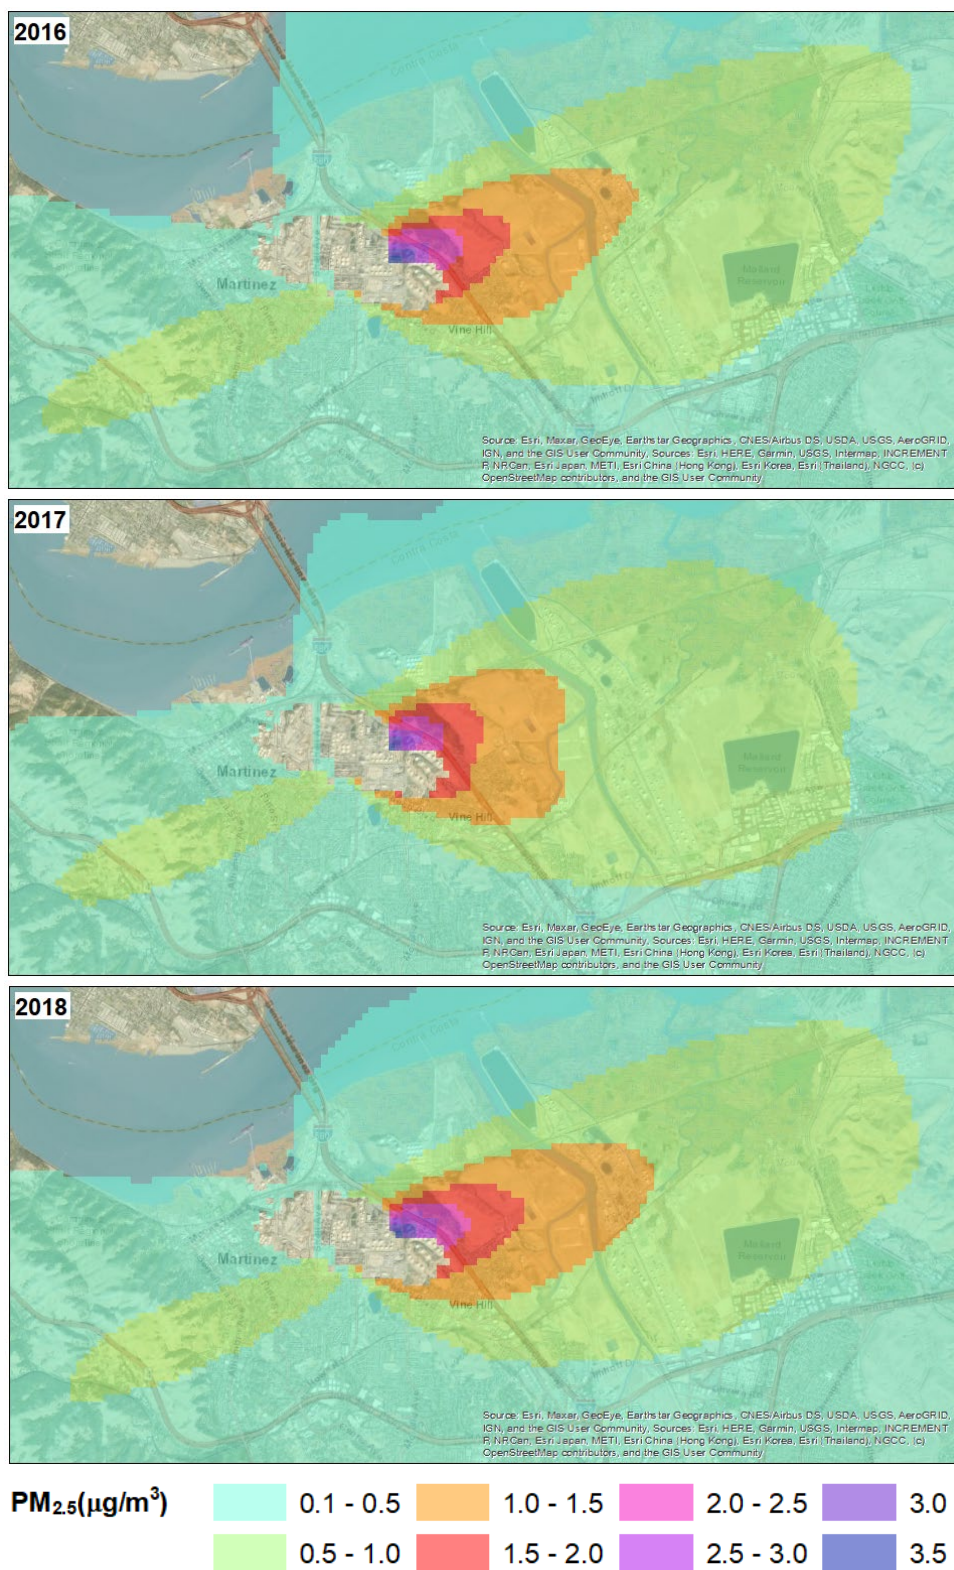 2016
Martinez
Vine Hill
Mallard
Reservoir
Source: Esri, Maxar, GeoEye, Earthstar Geographics, CNES/Airbus DS, USDA, USGS, AeroGRID,
IGN, and the GIS User Community, Sources: Esri, HERE, Garmin, USGS, Intermap, INCREMENT
P, NRCan, Esri Japan, METI, Esri China (Hong Kong), Esri Korea, Esri (Thailand), NGCC, (c)
OpenStreetMap contributors, and the GIS User Community
2017
Martinez
Vine Hill
Mallard
Reservoir
Source: Esri, Maxar, GeoEye, Earthstar Geographics, CNES/Airbus DS, USDA, USGS, AeroGRID,
IGN, and the GIS User Community, Sources: Esri, HERE, Garmin, USGS, Intermap, INCREMENT
P, NRCan, Esri Japan, METI, Esri China (Hong Kong), Esri Korea, Esri (Thailand), NGCC, (c)
OpenStreetMap contributors, and the GIS User Community
2018
Martinez
Vine Hill
Mallard
Reservoir
Source: Esri, Maxar, GeoEye, Earthstar Geographics, CNES/Airbus DS, USDA, USGS, AeroGRID,
IGN, and the GIS User Community, Sources: Esri, HERE, Garmin, USGS, Intermap, INCREMENT
P, NRCan, Esri Japan, METI, Esri China (Hong Kong), Esri Korea, Esri (Thailand), NGCC, (c)
OpenStreetMap contributors, and the GIS User Community
PM2.5(μg/m³) 0.1 - 0.5 1.0 - 1.5 2.0 - 2.5 3.0
0.5 - 1.0 1.5 - 2.0 2.5 - 3.0 3.5